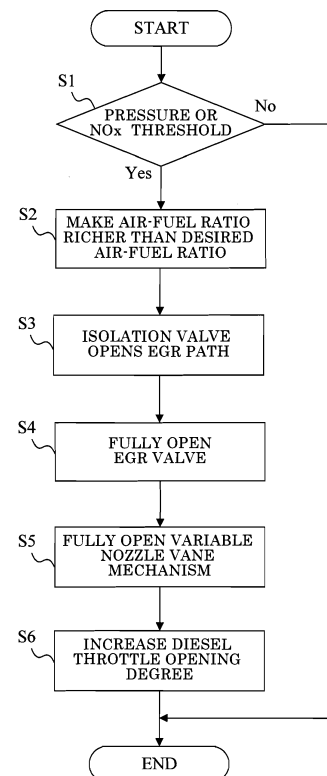 START
S1
PRESSURE OR
NOx THRESHOLD
No
Yes
S2
MAKE AIR-FUEL RATIO
RICHER THAN DESIRED
AIR-FUEL RATIO
S3
ISOLATION VALVE
OPENS EGR PATH
S4
FULLY OPEN
EGR VALVE
S5
FULLY OPEN VARIABLE
NOZZLE VANE
MECHANISM
S6
INCREASE DIESEL
THROTTLE OPENING
DEGREE
END